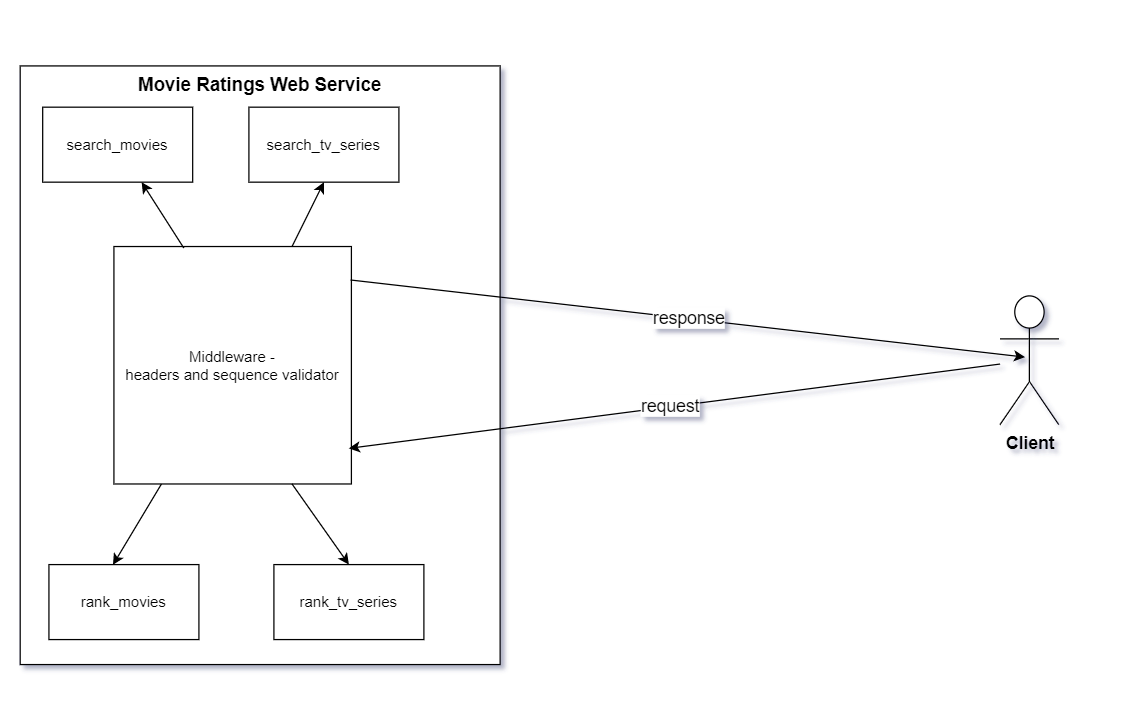 Movie Ratings Web Service
search_movies
search_tv_series
Middleware -
headers and sequence validator
response
request
Client
rank_movies
rank_tv_series